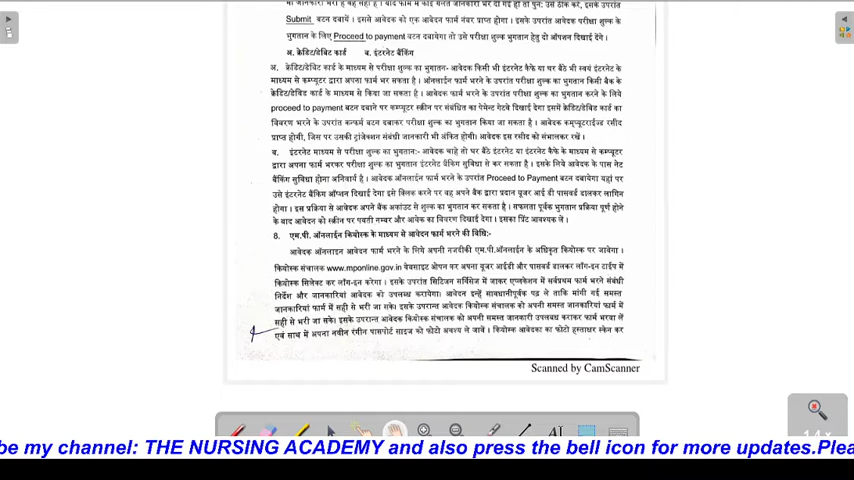 Submit बटन दबायें। इससे आवेदक को एक आवेदन फार्म नंबर प्राप्त होगा। इसके उपरांत आवेदक परीक्षा शुल्क के
भुगतान के लिए Proceed to payment बटन दबायेगा तो उसे परीक्षा शुल्क भुगतान हेतु दो ऑपशन दिखाई देंगे।
अ. क्रेडिट/डेबिट कार्ड ब. इंटरनेट बैंकिंग
अ. क्रेडिट/डेबिट कार्ड के माध्यम से परीक्षा शुल्क का भुगातन- आवेदक किसी भी इंटरनेट कैफे या घर बैठे भी स्वयं इंटरनेट के
माध्यम से कम्प्यूटर द्वारा अपना फार्म भर सकता है। ऑनलाईन फार्म भरने के उपरांत परीक्षा शुल्क का भुगतान किसी बैंक के
क्रेडिट/डेबिट कार्ड के माध्यम से किया जा सकता है। आवेदक परीक्षा शुल्क का भुगतान करने के लिये
proceed to payment बटन दबाने पर कम्प्यूटर स्क्रीन पर संबंधित का पेमेन्ट गेटवे दिखाई देगा इसमें क्रेडिट/डेबिड कार्ड का
विवरण भरने के उपरांत कन्फर्म बटन दबाकर परीक्षा शुल्क का भुगतान किया जा सकता है। आवेदक कम्प्युटराईज्ड रसीद
प्राप्त होगी, जिस पर उसकी ट्रांजेक्शन संबंधी जानकारी भी अंकित होगी। आवेदक इस रसीद को संभालकर रखें।
ब. इंटरनेट माध्यम से परीक्षा शुल्क का भुगतान:- आवेदक चाहे तो घर बैठे इंटरनेट या इंटरनेट कैफे के माध्यम से कम्प्यूटर
द्वारा अपना फार्म भरकर परीक्षा शुल्क का भुगतान इंटरनेट बैंकिंग सुविधा से कर सकता है। इसके लिये आवेदक के पास नेट
बैंकिंग सुविधा होना अनिवार्य है। आवेदक ऑनलाईन फार्म भरने के उपरांत Proceed to Payment बटन दबायेगा यहां पर
उसे इंटरनेट बैंकिंग ऑप्शन दिखाई देगा इसे क्लिक करने पर वह अपने बैंक द्वारा प्रदान यूजर आई डी पासवर्ड डालकर लागिन
होगा। इस प्रक्रिया से आवेदक अपने बैंक अकांउट से शुल्क का भुगतान कर सकता है। सफलता पूर्वक भुगतान प्रक्रिया पूर्ण होने
के बाद आवेदन को स्क्रीन पर पवती नम्बर और आवेक का विवरण दिखाई देगा। इसका प्रिंट आवश्यक ले।
8. एम.पी. ऑनलाईन कियोस्क के माध्यम से आवेदन फार्म भरने की विधि:-
आवेदक ऑनलाइन आवेदन फार्म भरने के लिये अपनी नजदीकी एम.पी.ऑनलाईन के अधिकृत कियोस्क पर जावेगा।
कियोस्क संचालक www.mponline.gov.in वेबसाइट ओपन कर अपना यूजर आईडी और पासवर्ड डालकर लॉग-इन टाईप में
कियोस्क सिलेक्ट कर लॉग-इन करेगा। इसके उपरांत सिटिजन सर्विसेज में जाकर एप्लकेशन में सर्वप्रथम फार्म भरने संबंधी
निर्देश और जानकारियां आवेदक को उपलब्ध करायेगा। आवेदन इन्हें सावधानीपूर्वक पढ़ ले ताकि मांगी गई समस्त
जानकारियां फार्म में सही से भरी जा सके। इसके उपरान्त आवेदक कियोस्क संचालक को अपनी समस्त जानकारियां फार्म में
सही से भरी जा सके। इसके उपरान्त आवेदक कियोस्क संचालक को अपनी समस्त जानकारी उपलब्ध कराकर फार्म भरवा लें
एवं साथ में अपना नवीन रंगीन पासपोर्ट साइज को फोटो अवश्य ले जावें। कियोस्क आवेदका का फोटो हस्ताक्षर स्केन कर
Scanned by CamScanner
be my channel: THE NURSING ACADEMY and also press the bell icon for more updates.Plea